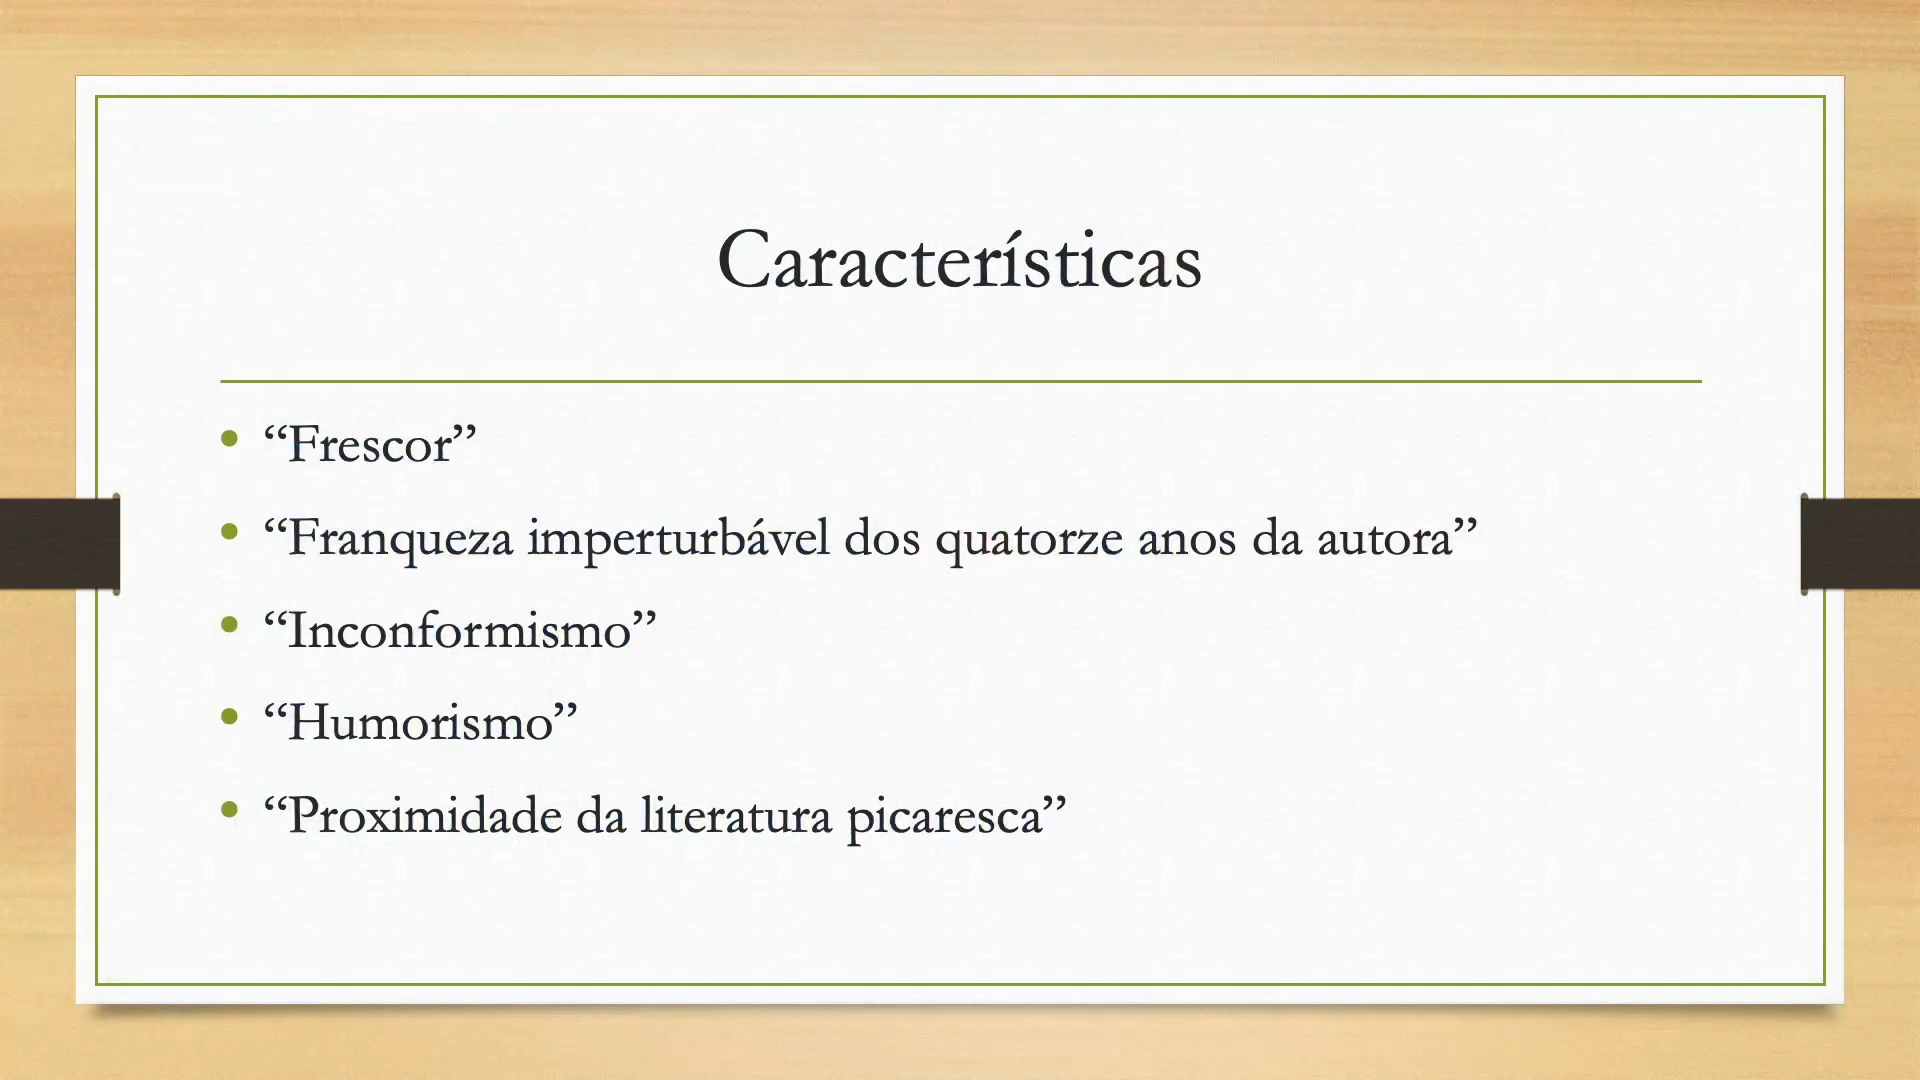 Características
• “Frescor”
• “Franqueza imperturbável dos quatorze anos da autora”
• “Inconformismo”
• “Humorismo”
• “Proximidade da literatura picaresca”